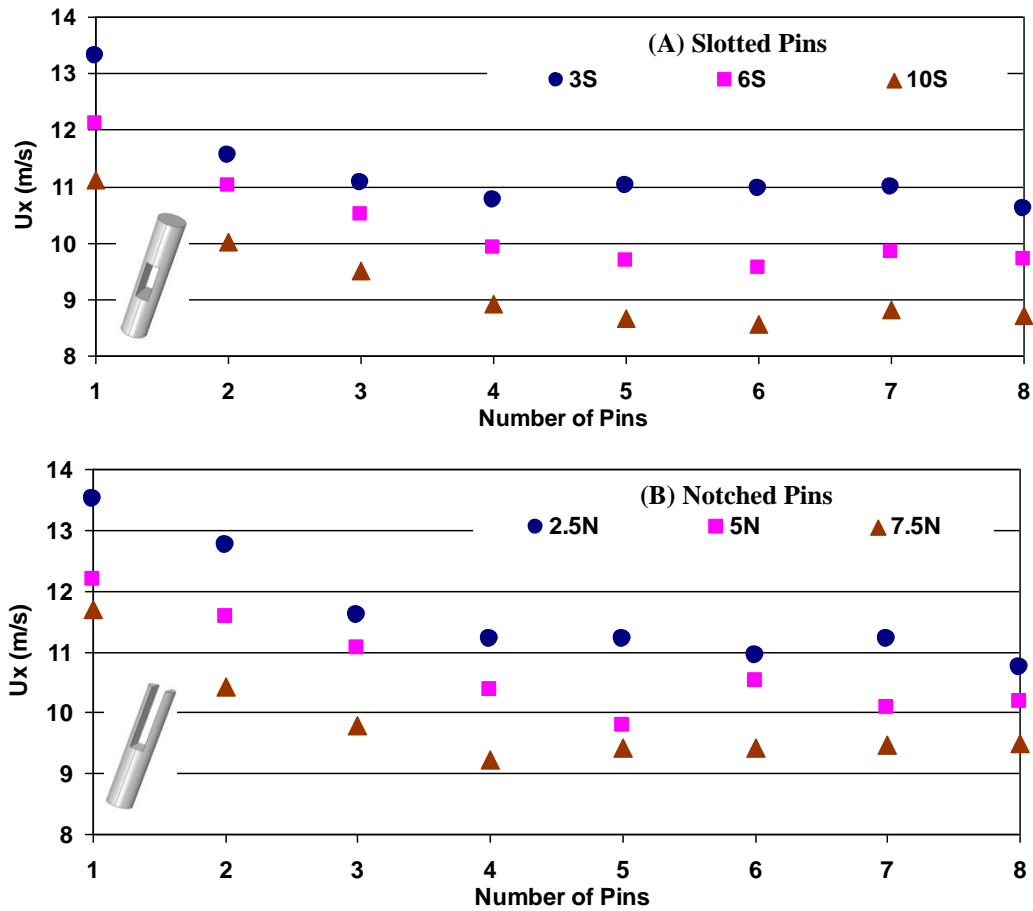 14
(A) Slotted Pins
13
3S 6S 10S
12
11
Ux (m/s)
10
9
8
1 2 3 4 5 6 7 8
Number of Pins
14
(B) Notched Pins
13
2.5N 5N 7.5N
12
11
Ux (m/s)
10
9
8
1 2 3 4 5 6 7 8
Number of Pins